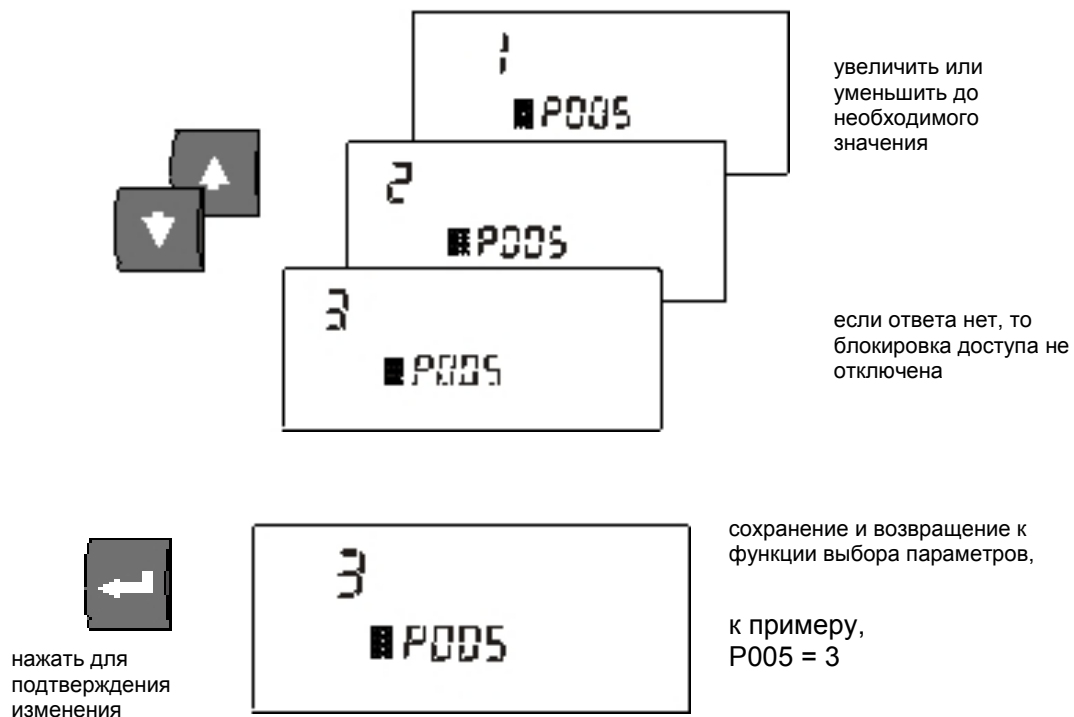 1
P005
увеличить или
уменьшить до
необходимого
значения
2
P005
3
P005
если ответа нет, то
блокировка доступа не
отключена
3
P005
сохранение и возвращение к
функции выбора параметров,
к примеру,
P005 = 3
нажать для
подтверждения
изменения